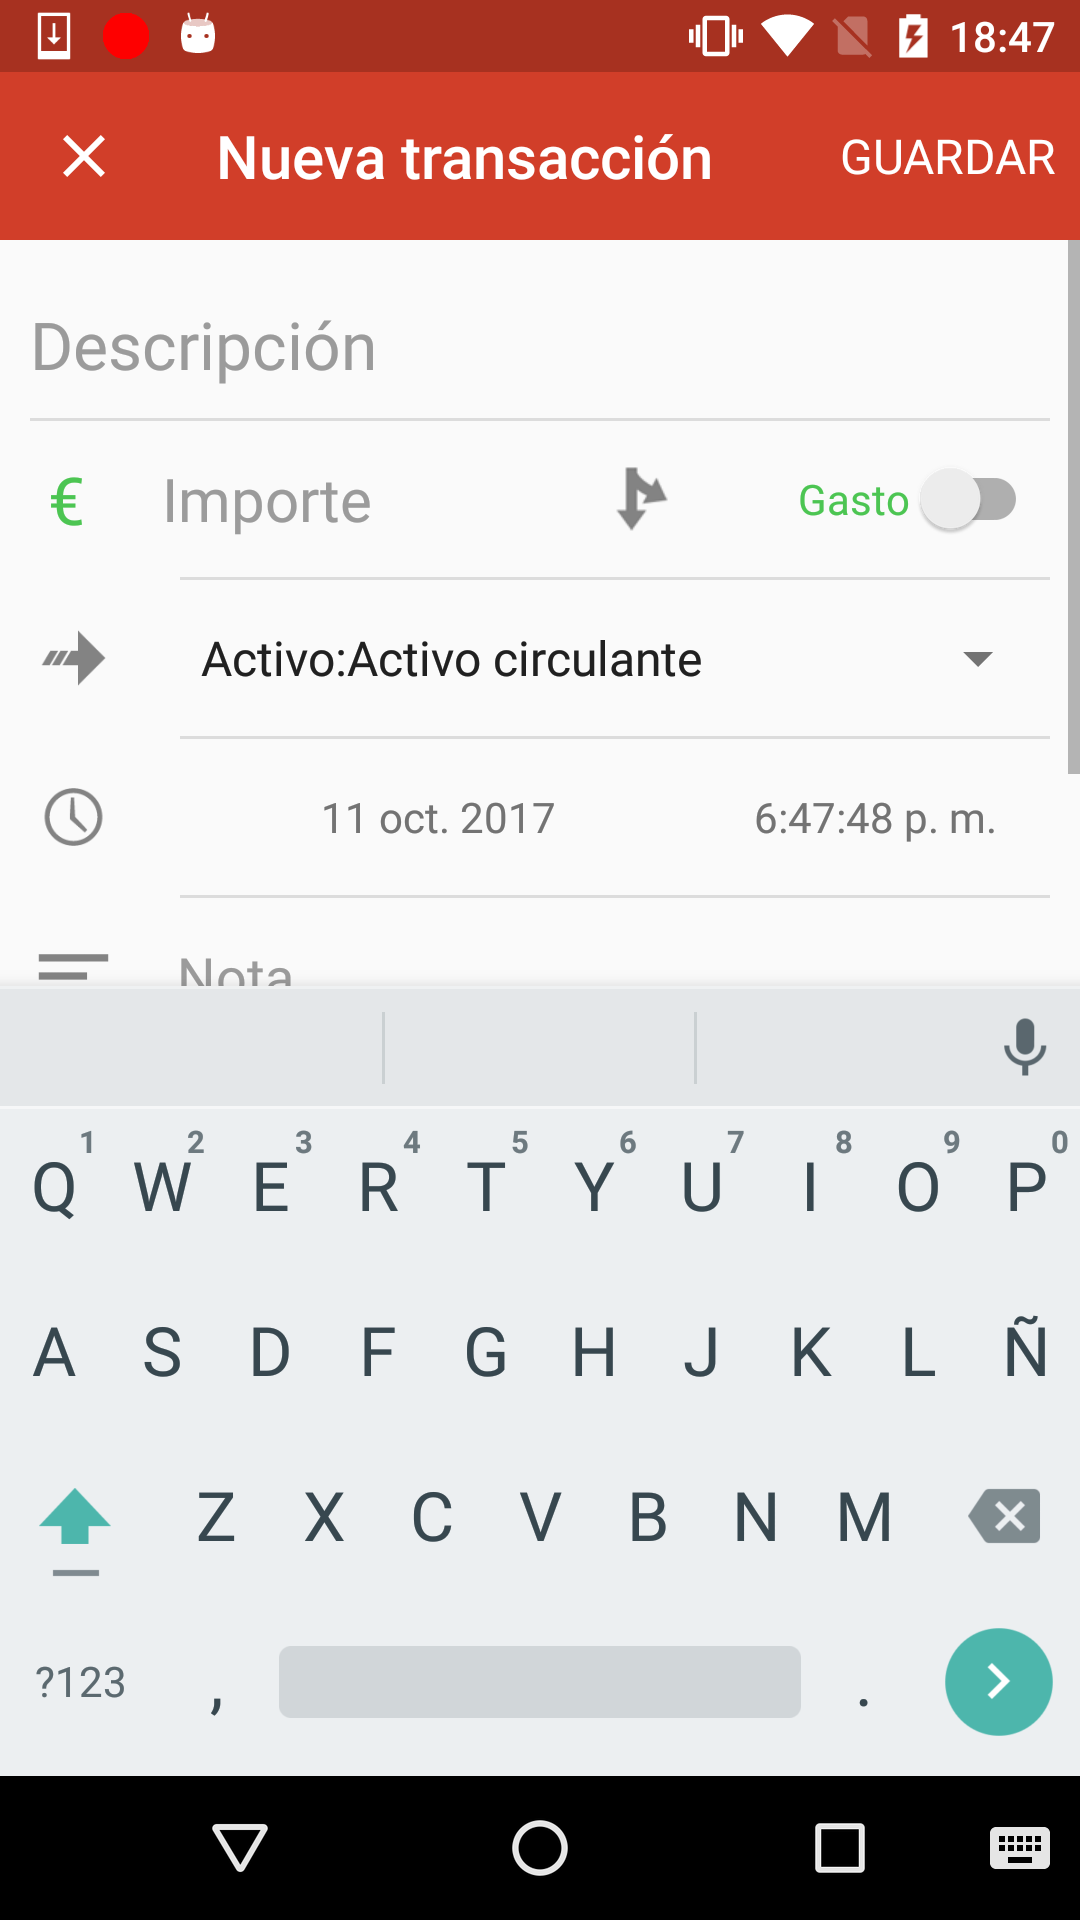 18:47
Nueva transacción GUARDAR
Descripción
€ Importe Gasto
Activo:Activo circulante
11 oct. 2017 6:47:48 p. m.
Nota
1 2 3 4 5 6 7 8 9 0
Q W E R T Y U I O P
A S D F G H J K L Ñ
Z X C V B N M
?123 , .